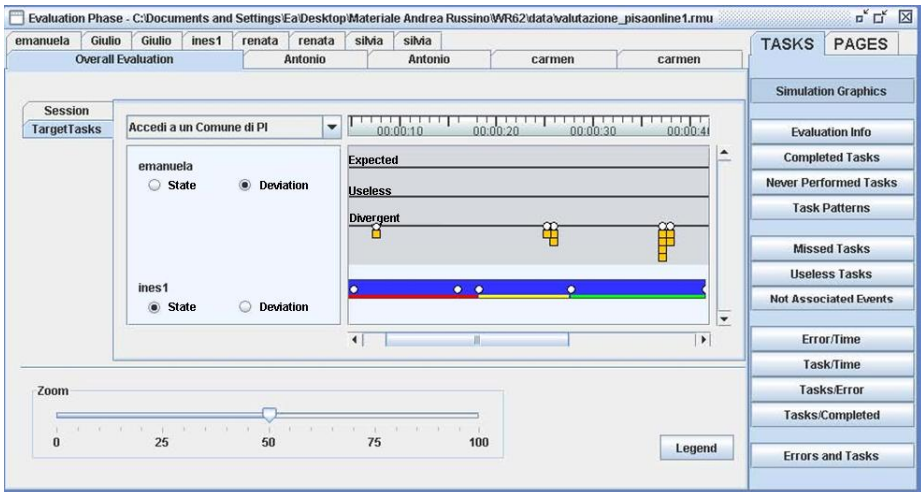 Evaluation Phase - C:\Documents and Settings\Ea\Desktop\Materiale Andrea Russino\WR62\data\valutazione_pisaonline1.rmu
emanuela Giulio Giulio ines1 renata renata silvia silvia
Overall Evaluation Antonio Antonio carmen carmen
TASKS PAGES
Session
TargetTasks
Accedi a un Comune di PI
00:00:10 00:00:20 00:00:30 00:00:4
emanuela
State Deviation
Expected
Useless
Divergent
ines1
State Deviation
Zoom
0 25 50 75 100
Legend
Simulation Graphics
Evaluation Info
Completed Tasks
Never Performed Tasks
Task Patterns
Missed Tasks
Useless Tasks
Not Associated Events
Error/Time
Task/Time
Tasks/Error
Tasks/Completed
Errors and Tasks